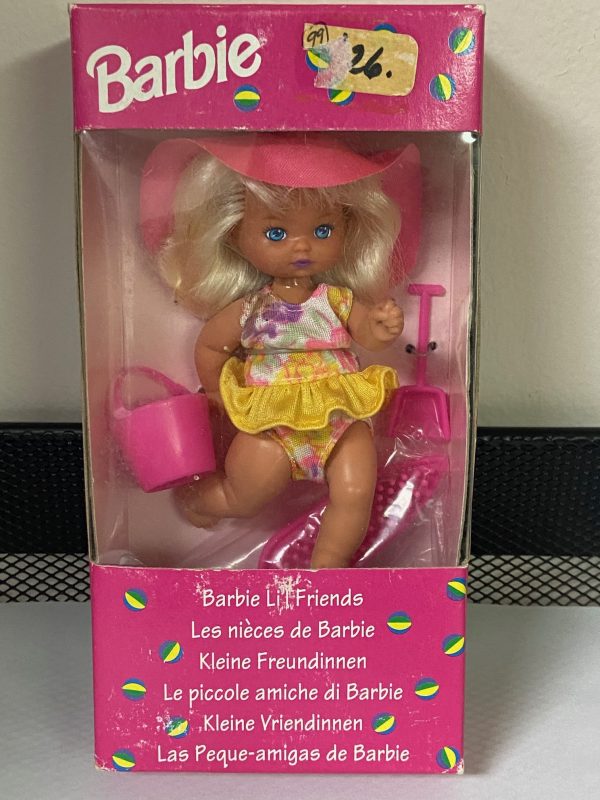 Barbie
99
26.
Barbie Li'l Friends
Les nièces de Barbie
Kleine Freundinnen
Le piccole amiche di Barbie
Kleine Vriendinnen
Las Peque-amigas de Barbie